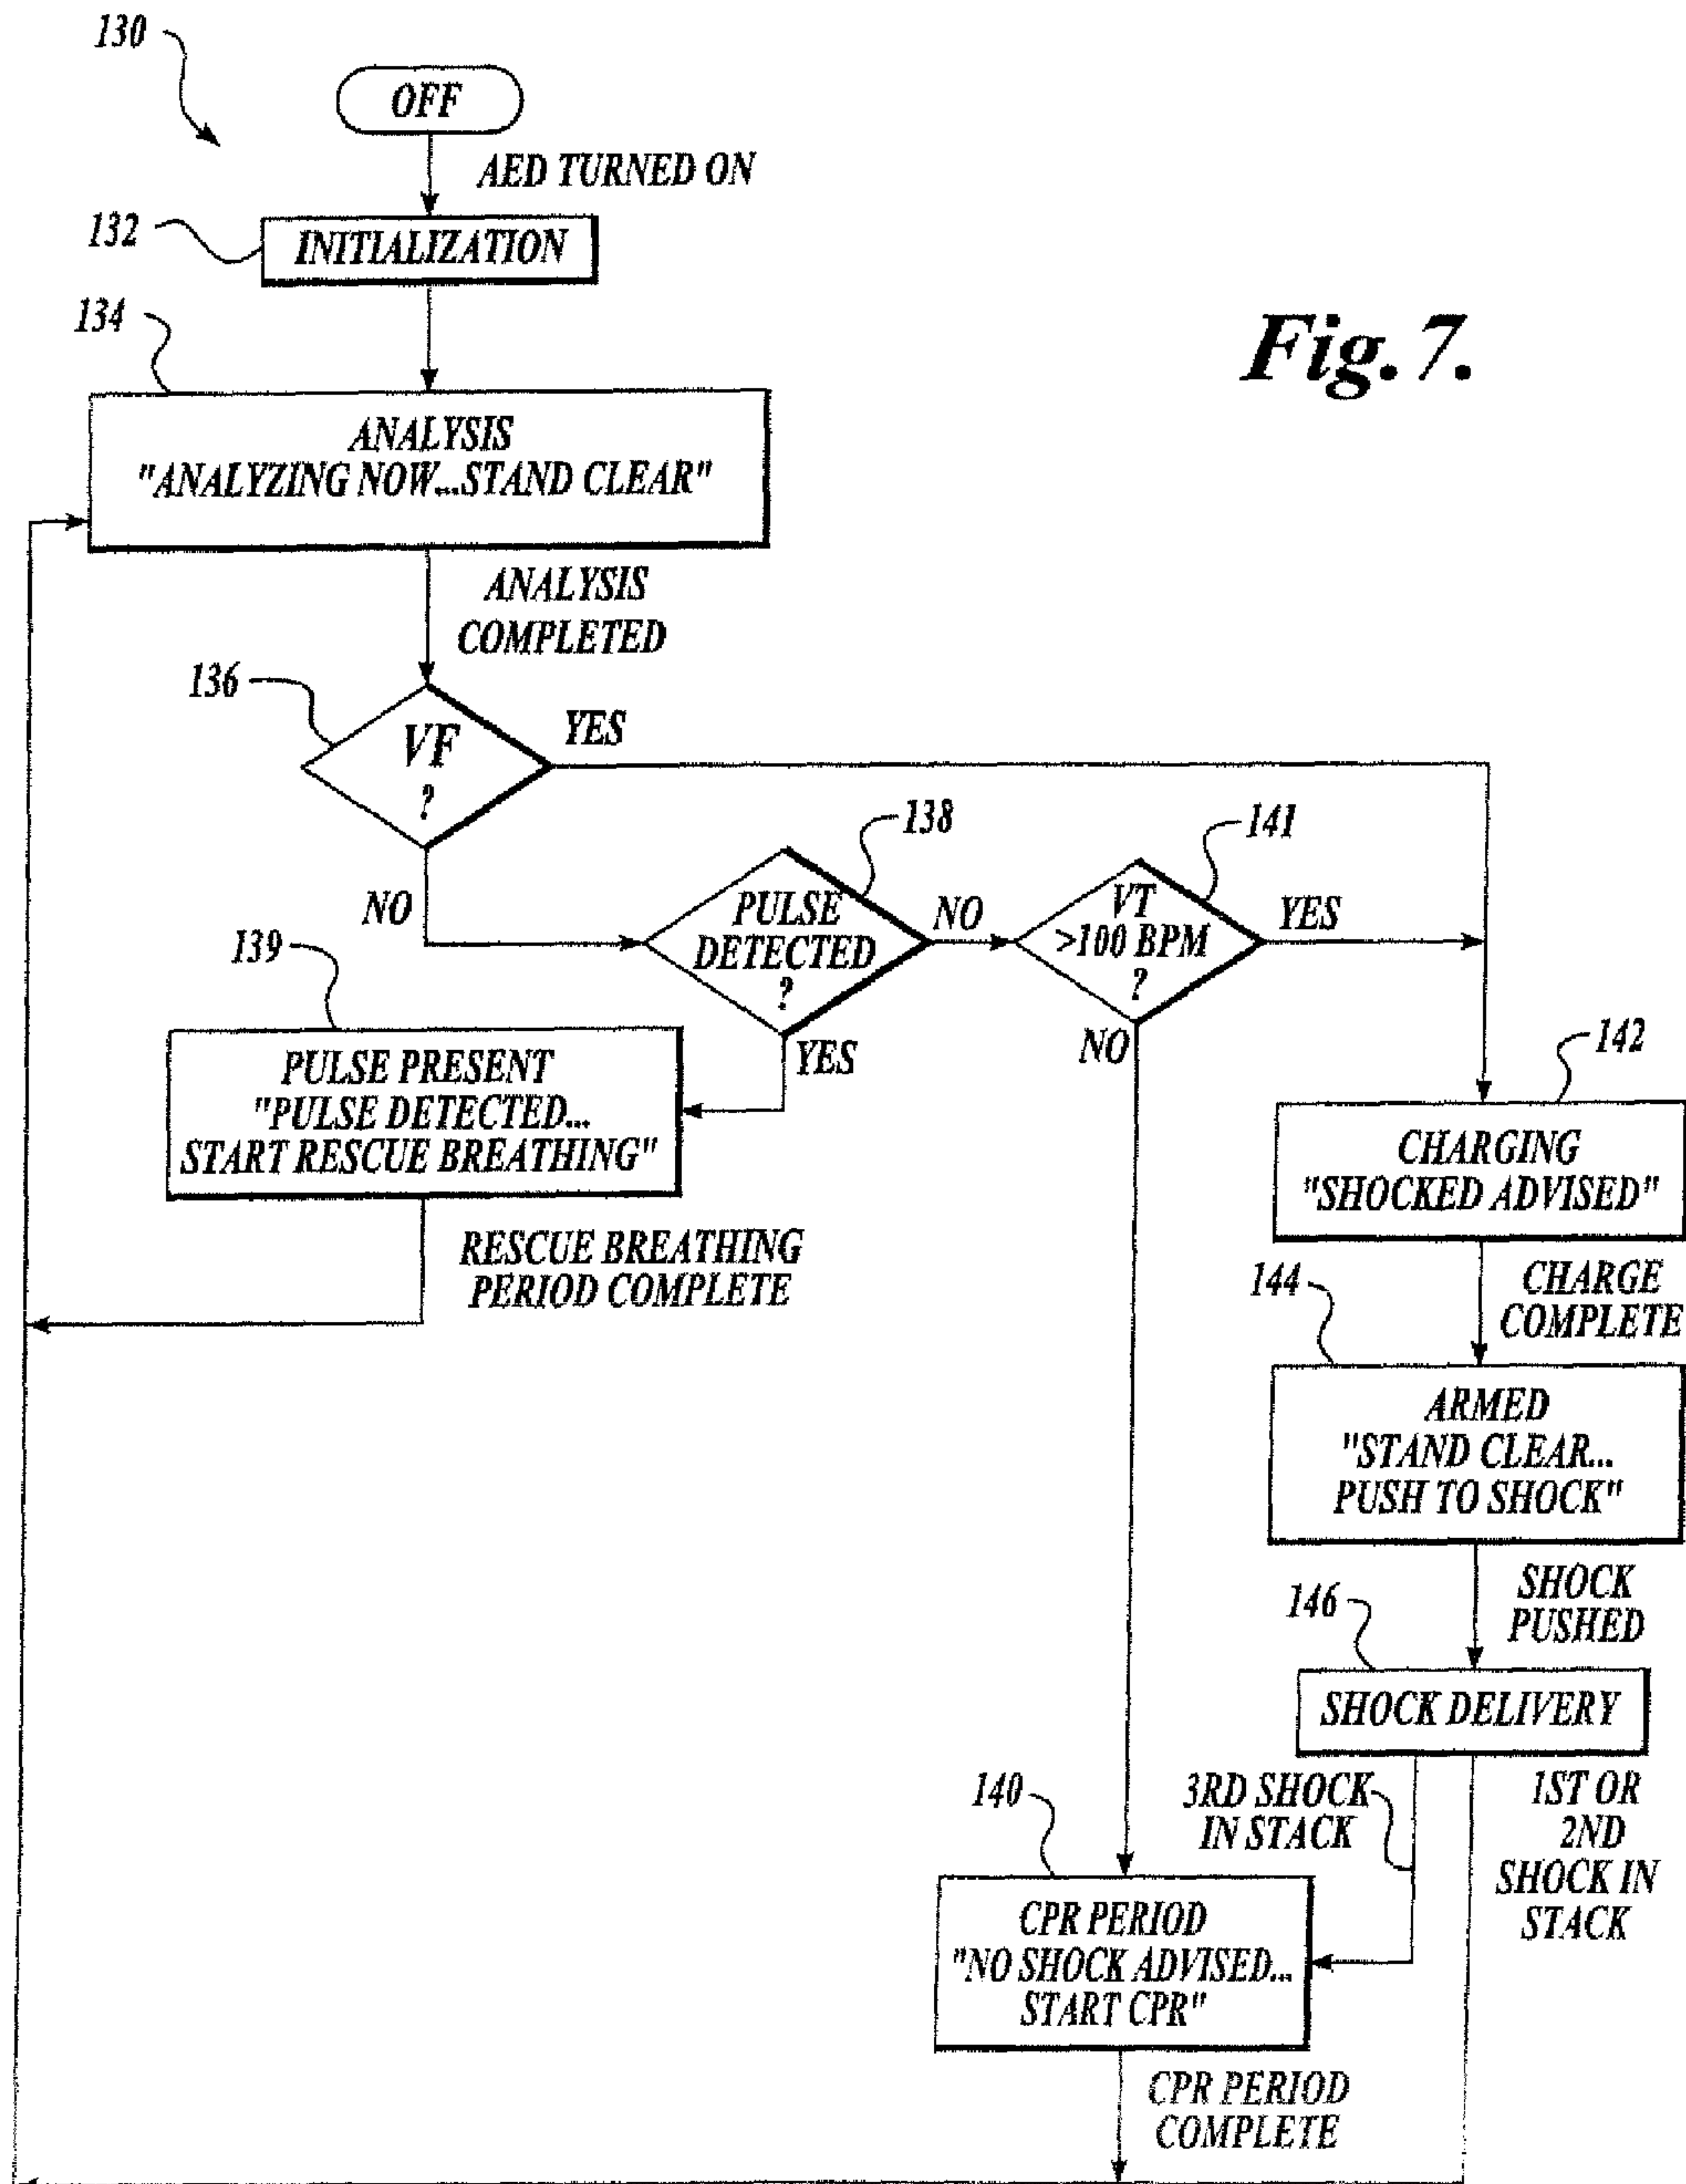 130
OFF
AED TURNED ON
132
INITIALIZATION
134
Fig. 7.
ANALYSIS
"ANALYZING NOW...STAND CLEAR"
ANALYSIS
COMPLETED
136
VF
?
YES
NO
138
PULSE
DETECTED
?
NO
YES
141
VT
>100 BPM
?
YES
NO
139
PULSE PRESENT
"PULSE DETECTED...
START RESCUE BREATHING"
RESCUE BREATHING
PERIOD COMPLETE
142
CHARGING
"SHOCKED ADVISED"
CHARGE
COMPLETE
144
ARMED
"STAND CLEAR...
PUSH TO SHOCK"
SHOCK
PUSHED
146
SHOCK DELIVERY
3RD SHOCK
IN STACK
1ST OR
2ND
SHOCK IN
STACK
140
CPR PERIOD
"NO SHOCK ADVISED...
START CPR"
CPR PERIOD
COMPLETE